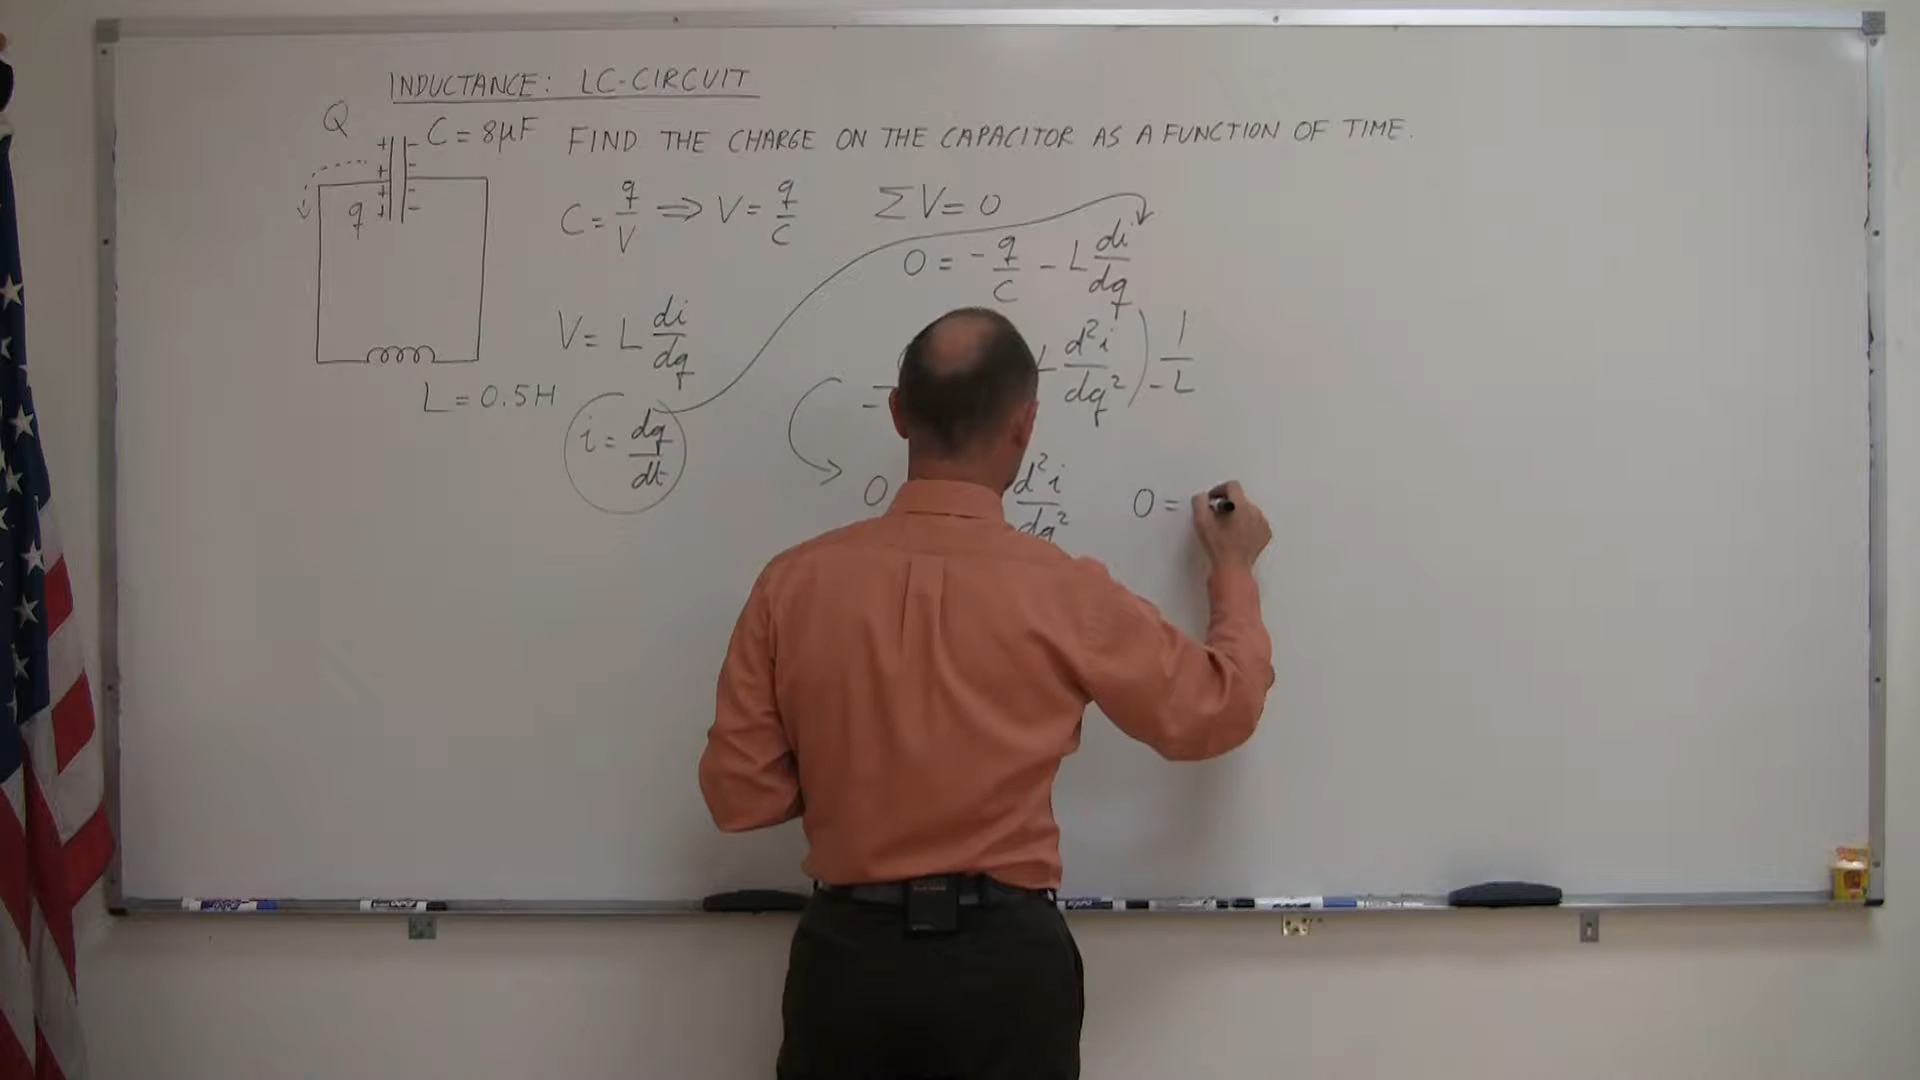 INDUCTANCE: LC-CIRCUIT
Q
C = 8μF
FIND THE CHARGE ON THE CAPACITOR AS A FUNCTION OF TIME.
+ -
+ -
+ -
+ -
q
C = q/V ⇒ V = q/C
ΣV = 0
0 = - q/C - L di/dq
V = L di/dq
L = 0.5H
i = dq/dt
d²i/dq² ) 1/-L
0
d²i/dq²
0 =